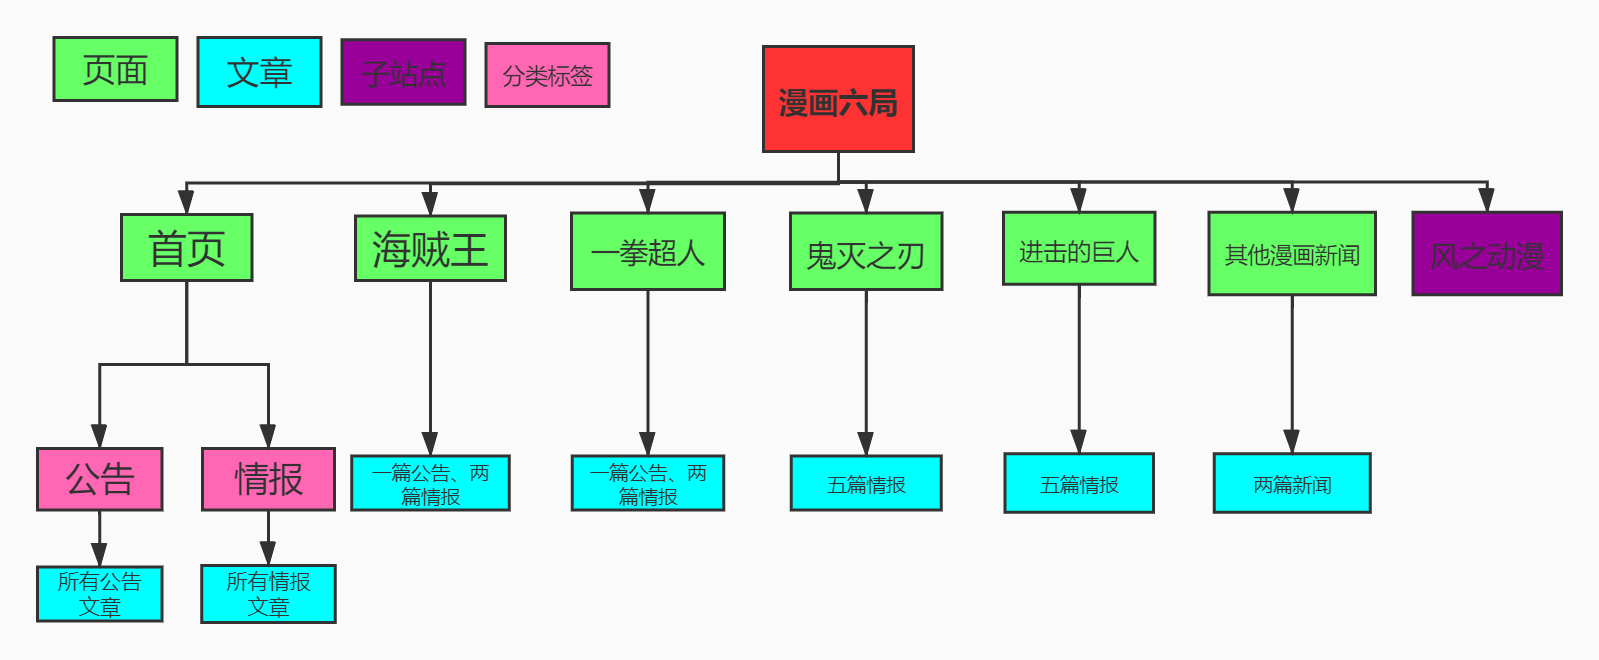 页面
文章
子站点
分类标签
漫画六局
首页
海贼王
一拳超人
鬼灭之刃
进击的巨人
其他漫画新闻
风之动漫
公告
情报
一篇公告、两
篇情报
一篇公告、两
篇情报
五篇情报
五篇情报
两篇新闻
所有公告
文章
所有情报
文章